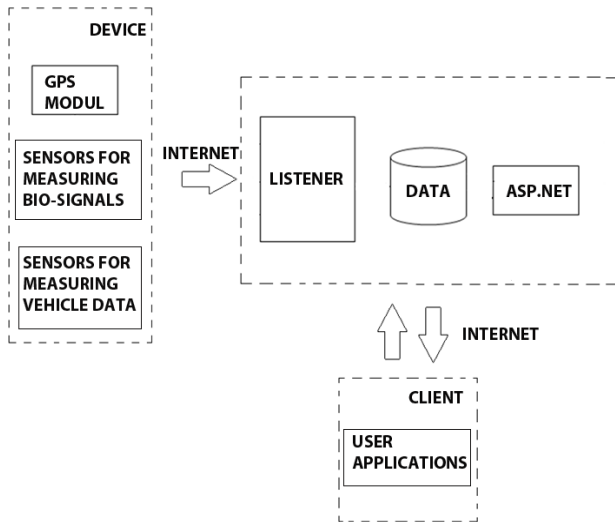 DEVICE
GPS
MODUL
SENSORS FOR
MEASURING
BIO-SIGNALS
SENSORS FOR
MEASURING
VEHICLE DATA
INTERNET
LISTENER
DATA
ASP.NET
INTERNET
CLIENT
USER
APPLICATIONS